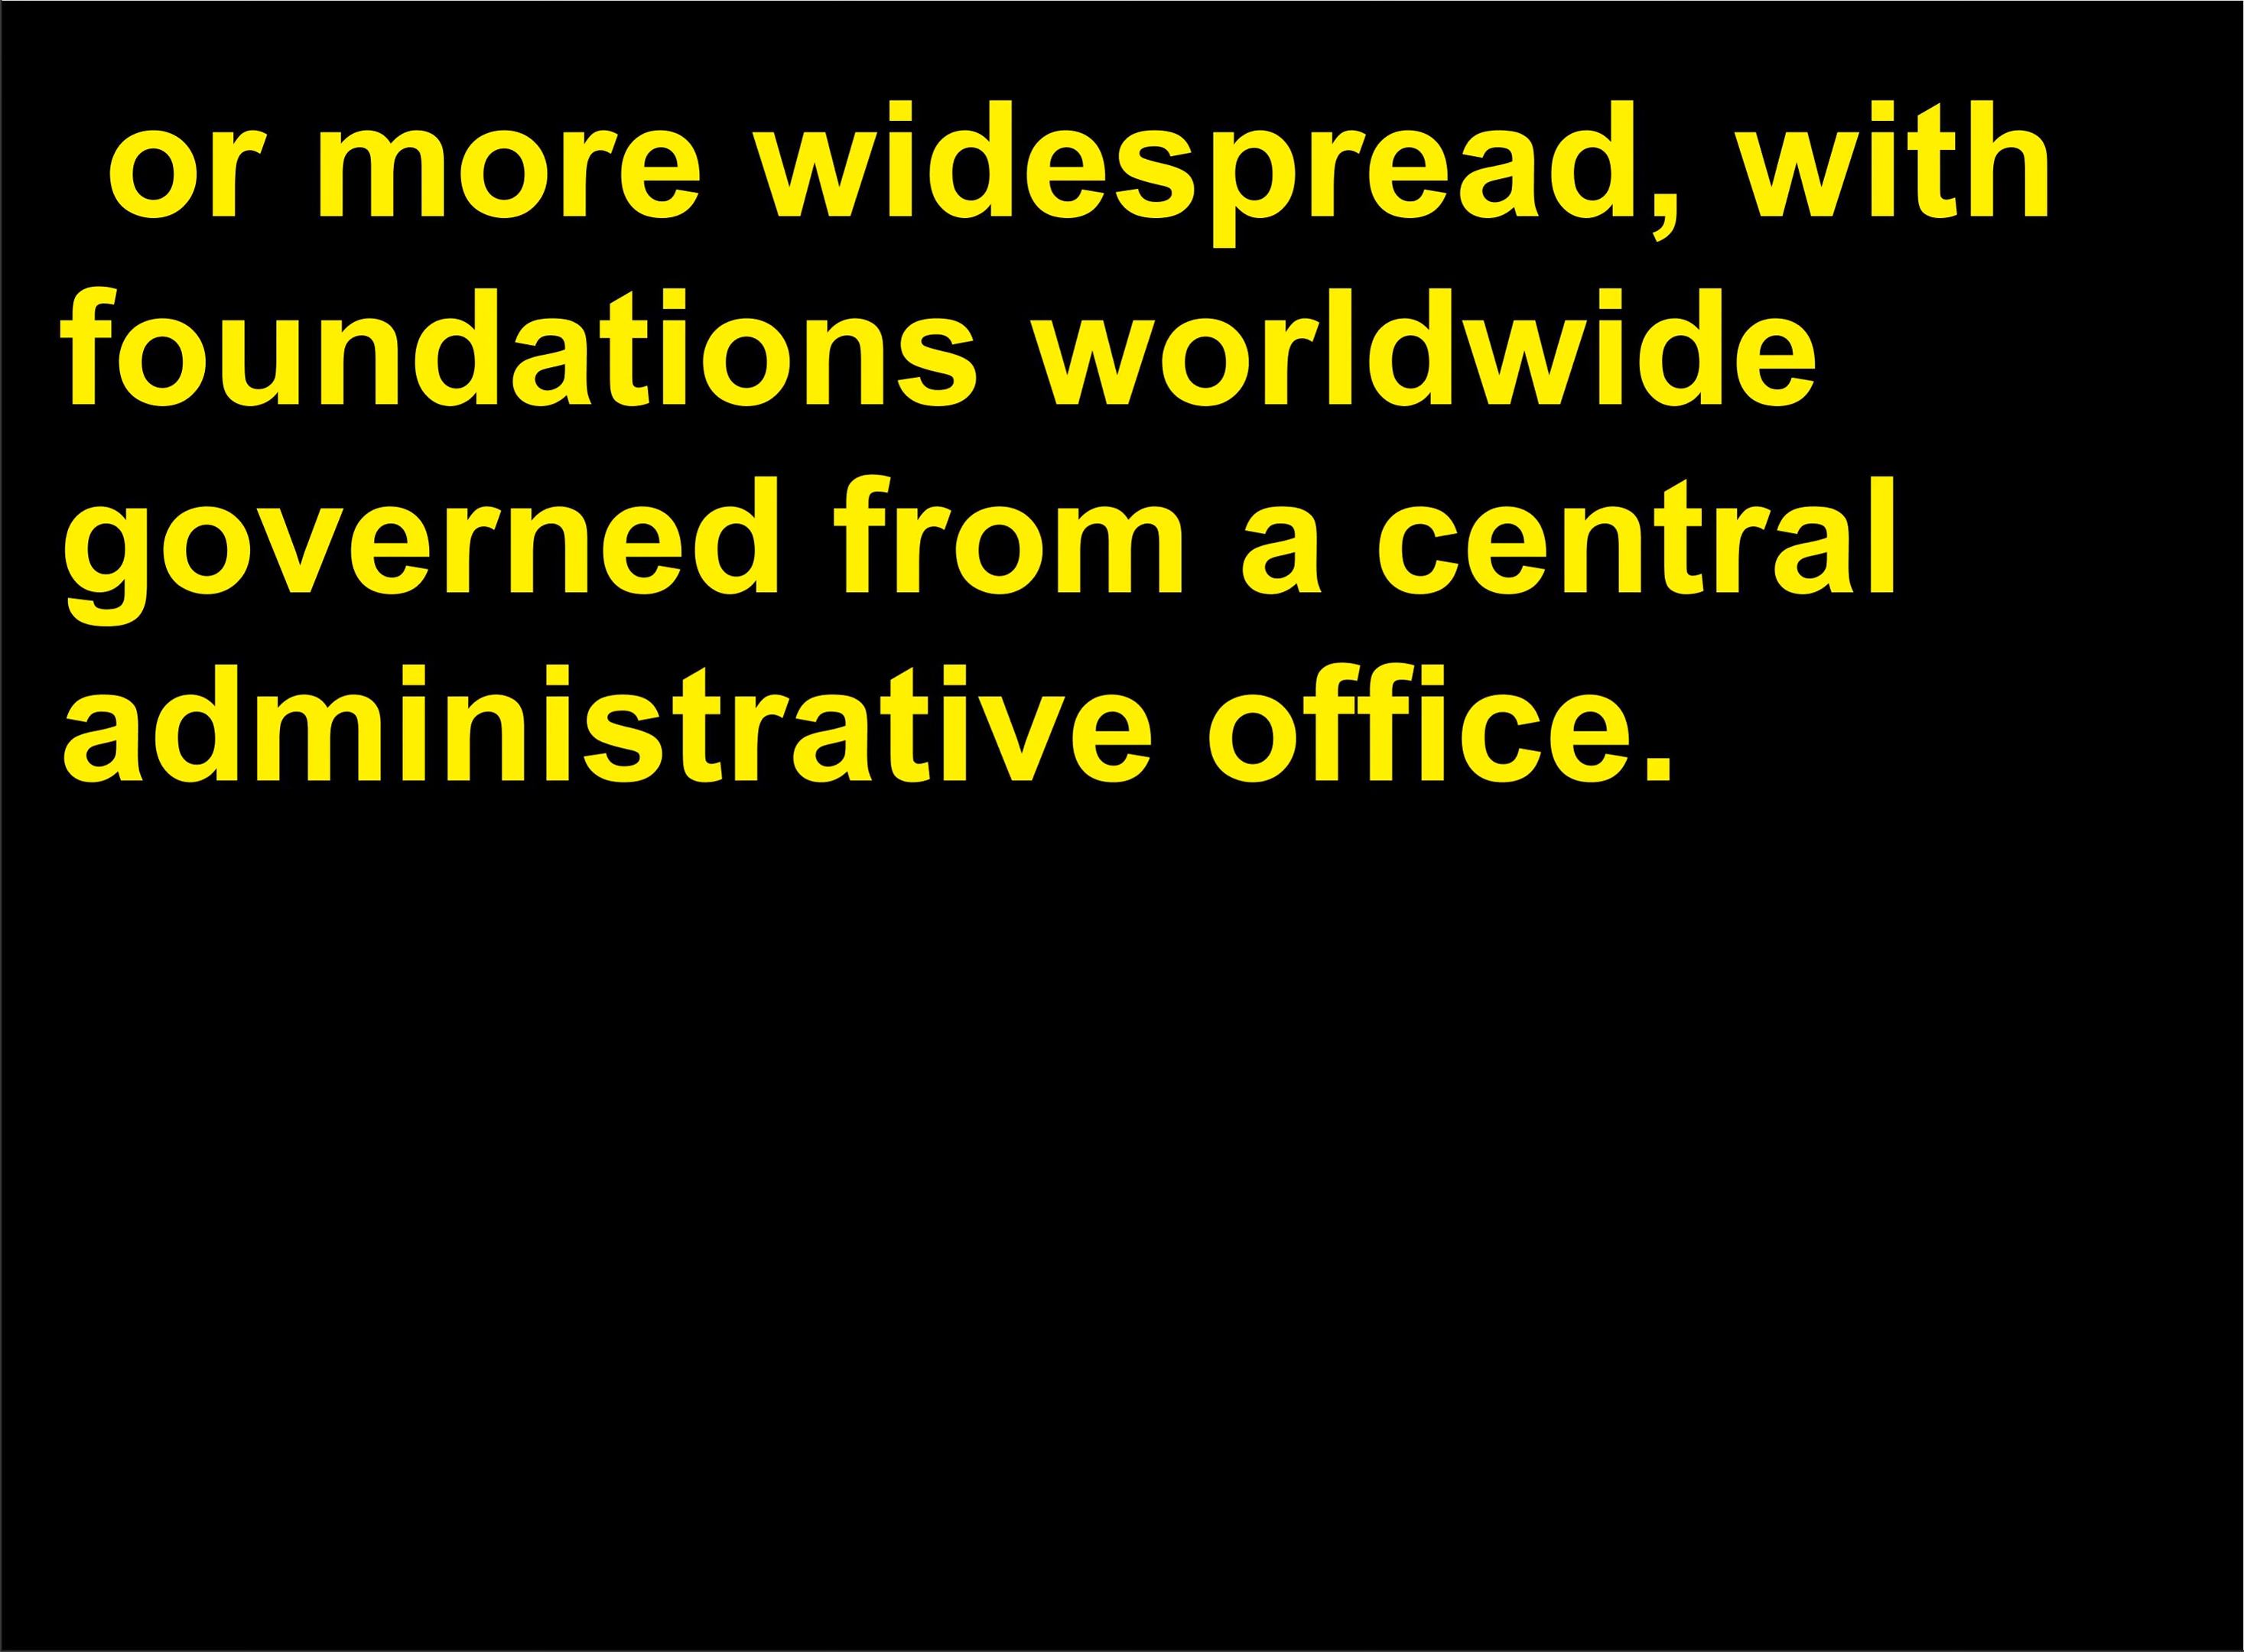 or more widespread, with
foundations worldwide
governed from a central
administrative office.